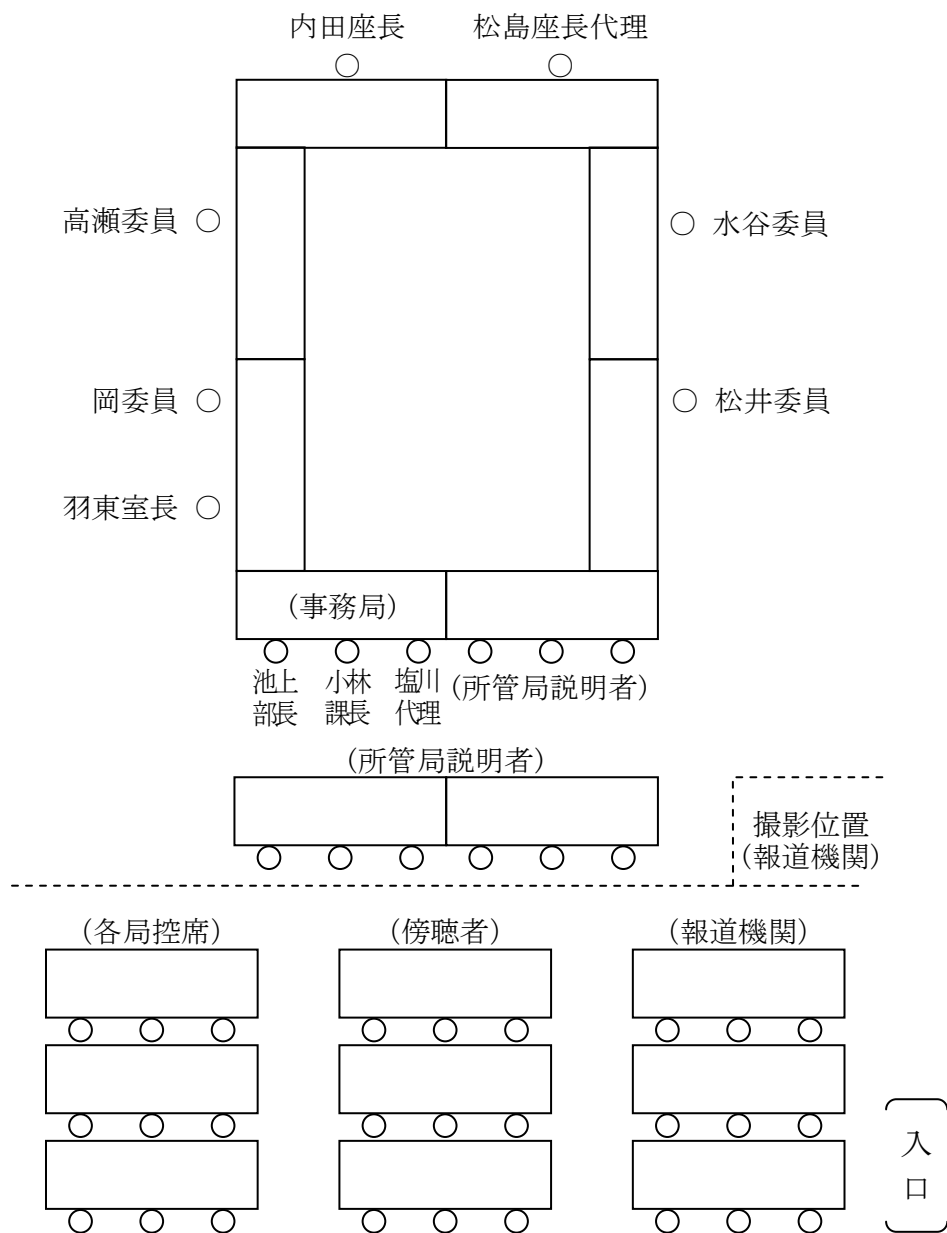 内田座長 松島座長代理
高瀬委員 水谷委員
岡委員 松井委員
羽東室長
(事務局)
池上部長 小林課長 塩川代理 (所管局説明者)
(所管局説明者)
撮影位置
(報道機関)
(各局控席) (傍聴者) (報道機関)
入口